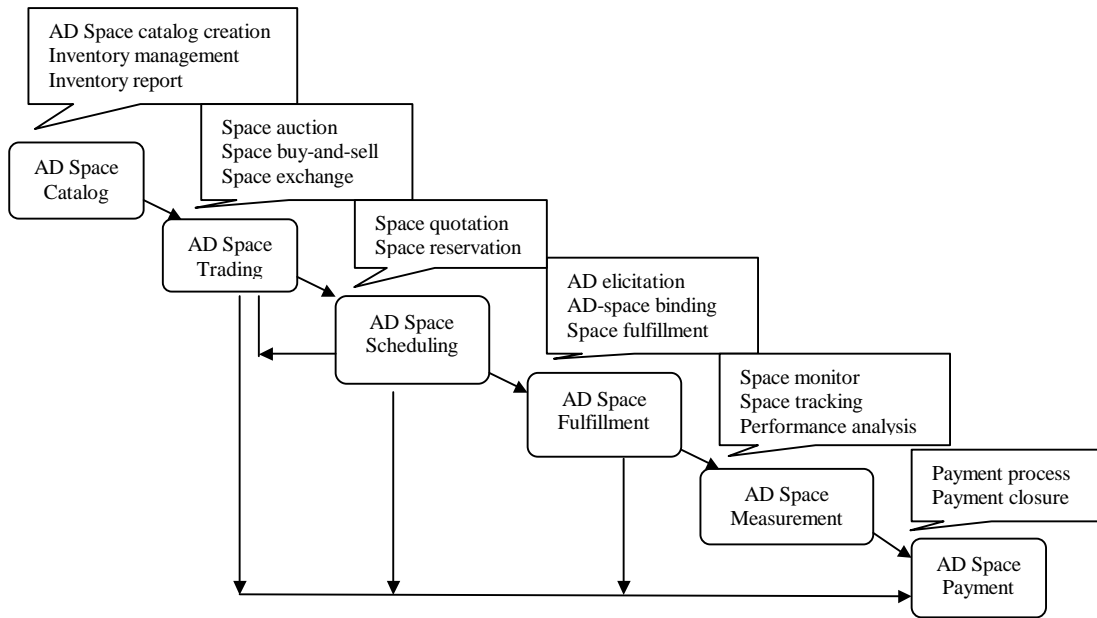 AD Space catalog creation
Inventory management
Inventory report
Space auction
Space buy-and-sell
Space exchange
AD Space
Catalog
Space quotation
Space reservation
AD Space
Trading
AD elicitation
AD-space binding
Space fulfillment
AD Space
Scheduling
Space monitor
Space tracking
Performance analysis
AD Space
Fulfillment
Payment process
Payment closure
AD Space
Measurement
AD Space
Payment